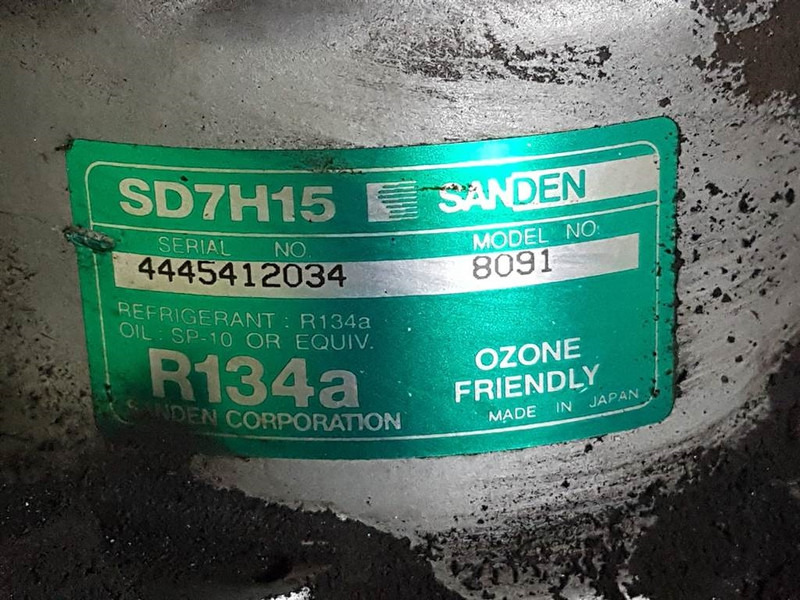 SD7H15 SANDEN
SERIAL NO. MODEL NO.
4445412034 8091
REFRIGERANT : R134a
OIL : SP-10 OR EQUIV.
R134a
SANDEN CORPORATION
OZONE
FRIENDLY
MADE IN JAPAN